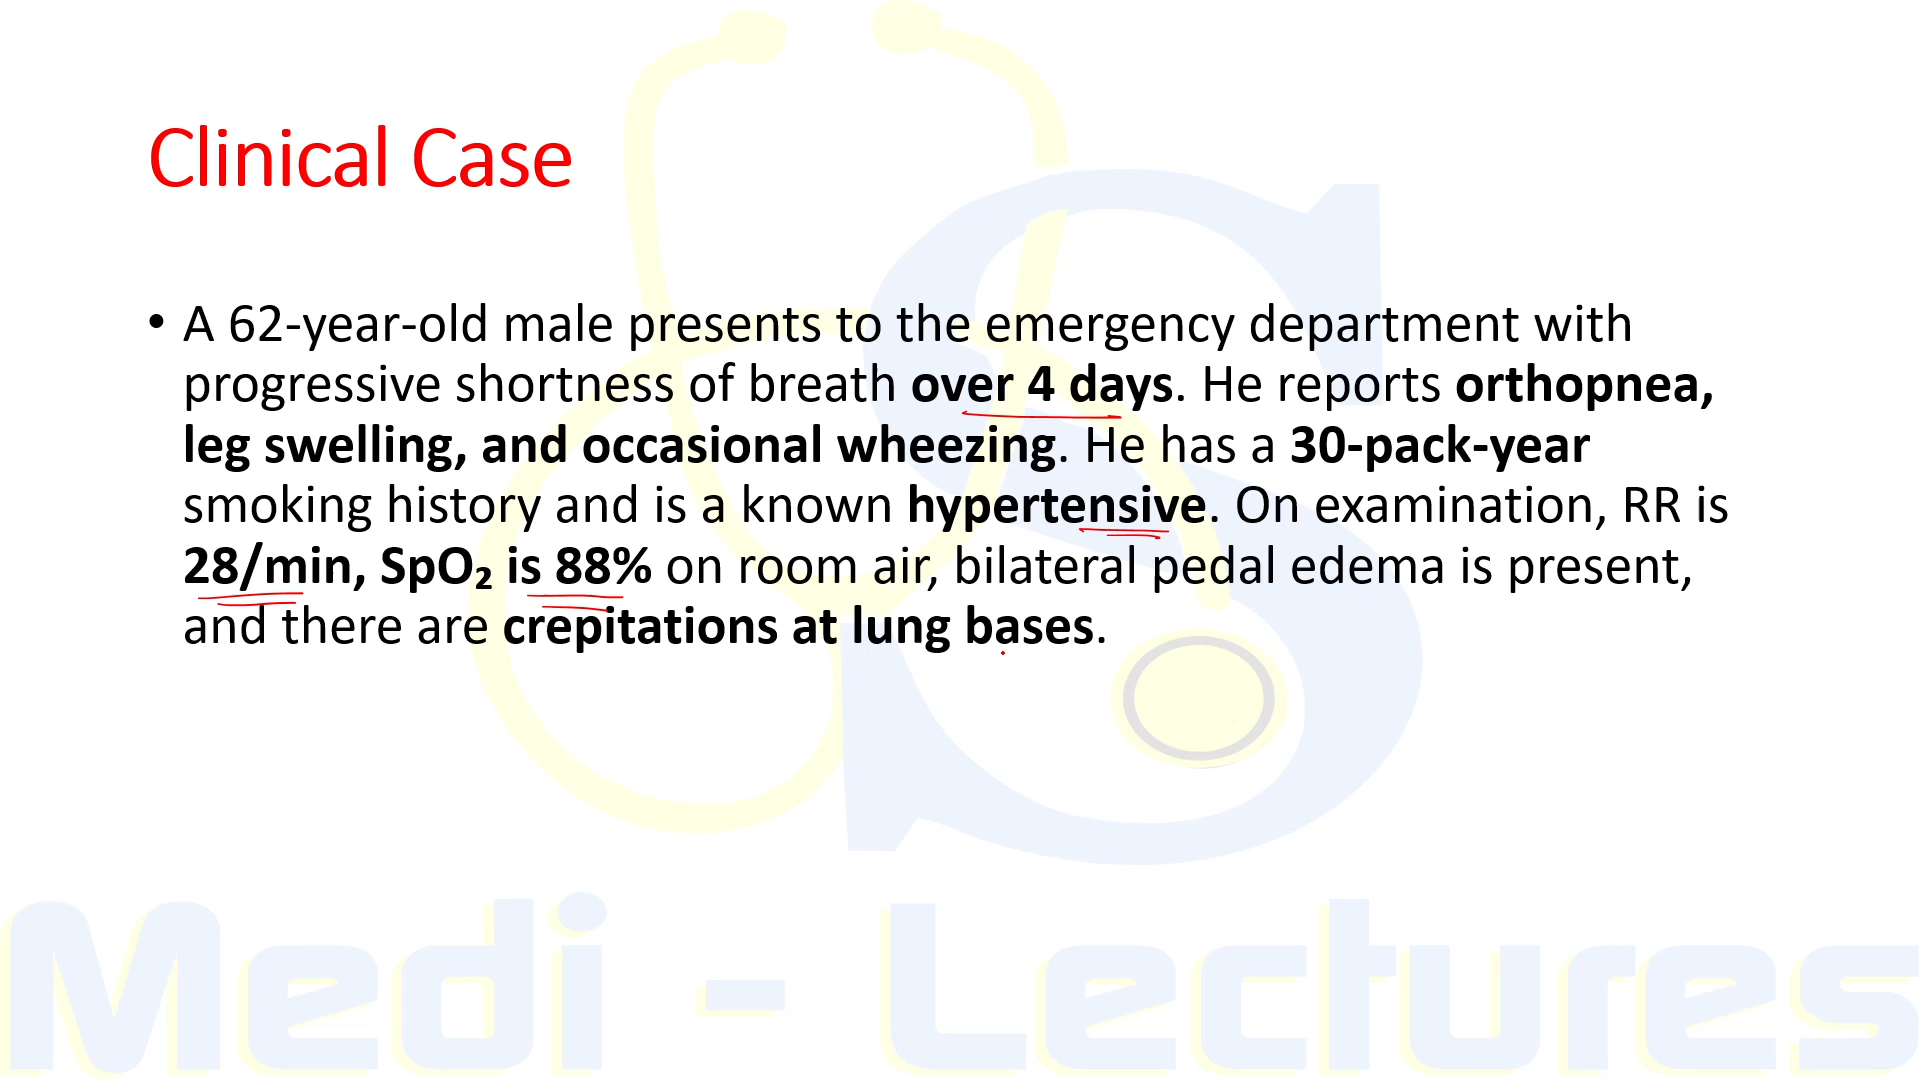 Clinical Case
• A 62-year-old male presents to the emergency department with
progressive shortness of breath over 4 days. He reports orthopnea,
leg swelling, and occasional wheezing. He has a 30-pack-year
smoking history and is a known hypertensive. On examination, RR is
28/min, SpO₂ is 88% on room air, bilateral pedal edema is present,
and there are crepitations at lung bases.
S
Medi - Lectures